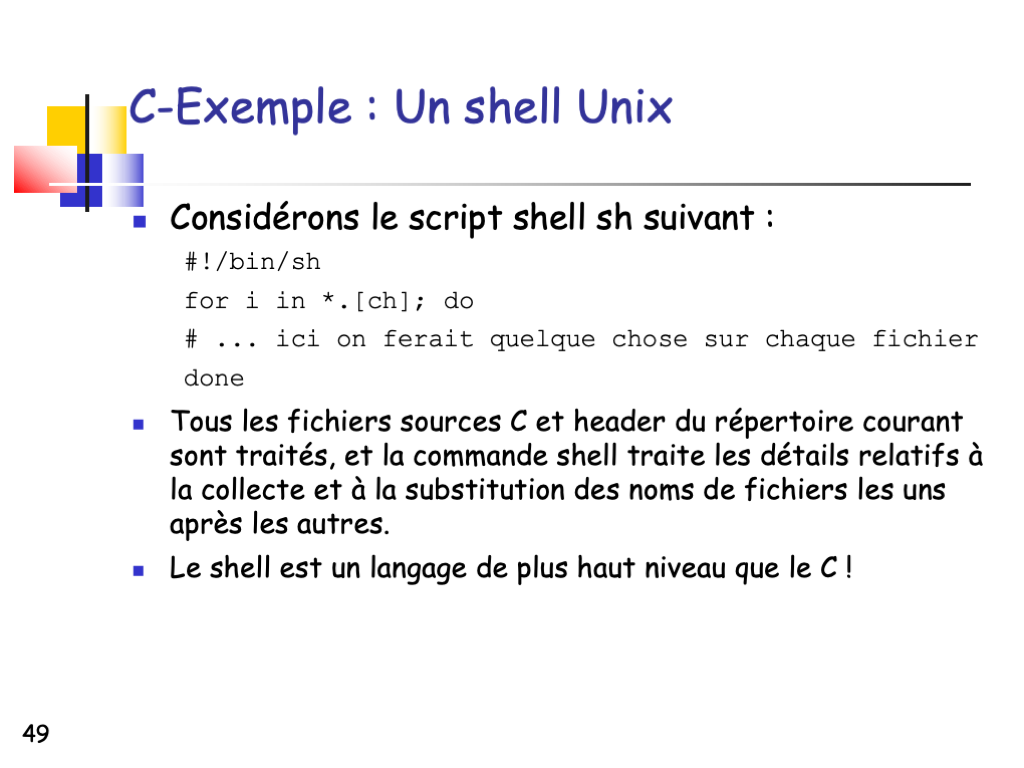 C-Exemple : Un shell Unix
Considérons le script shell sh suivant :
#!/bin/sh
for i in *.[ch]; do
# ... ici on ferait quelque chose sur chaque fichier
done
Tous les fichiers sources C et header du répertoire courant
sont traités, et la commande shell traite les détails relatifs à
la collecte et à la substitution des noms de fichiers les uns
après les autres.
Le shell est un langage de plus haut niveau que le C !
49